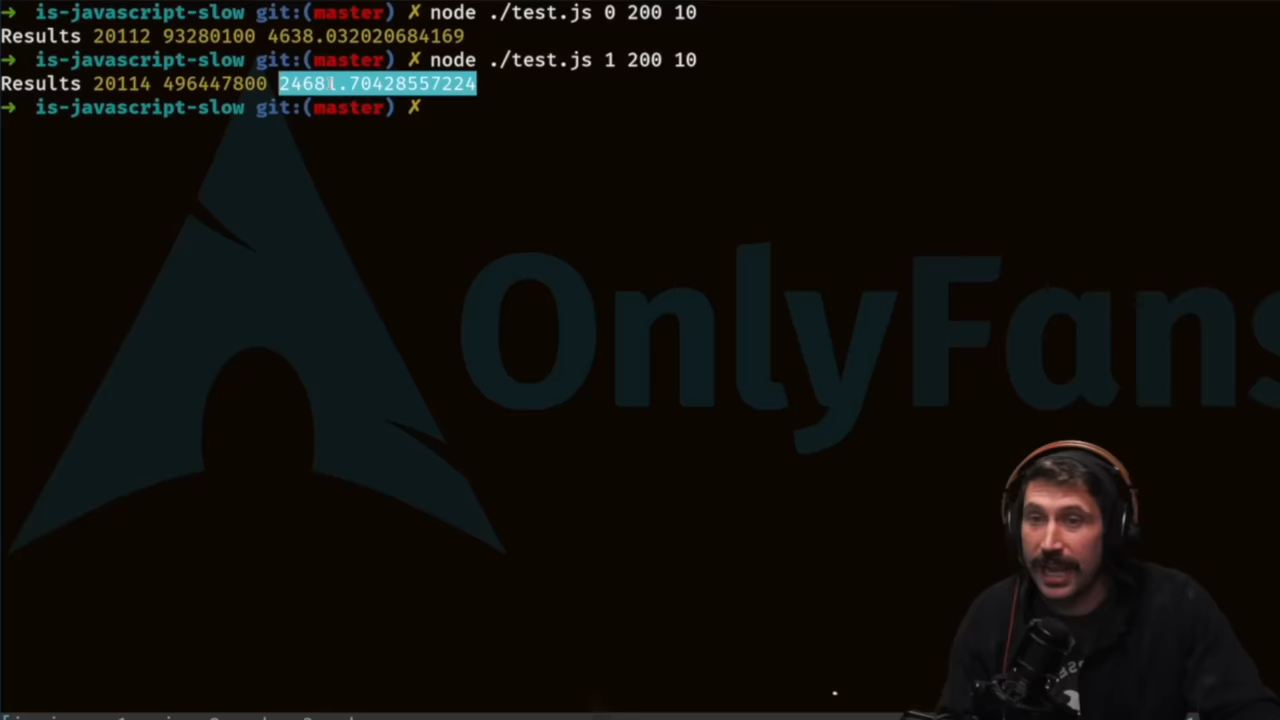 ➜ is-javascript-slow git:(master) ✗ node ./test.js 0 200 10
Results 20112 93280100 4638.032020684169
➜ is-javascript-slow git:(master) ✗ node ./test.js 1 200 10
Results 20114 496447800 24681.70428557224
➜ is-javascript-slow git:(master) ✗
OnlyFans